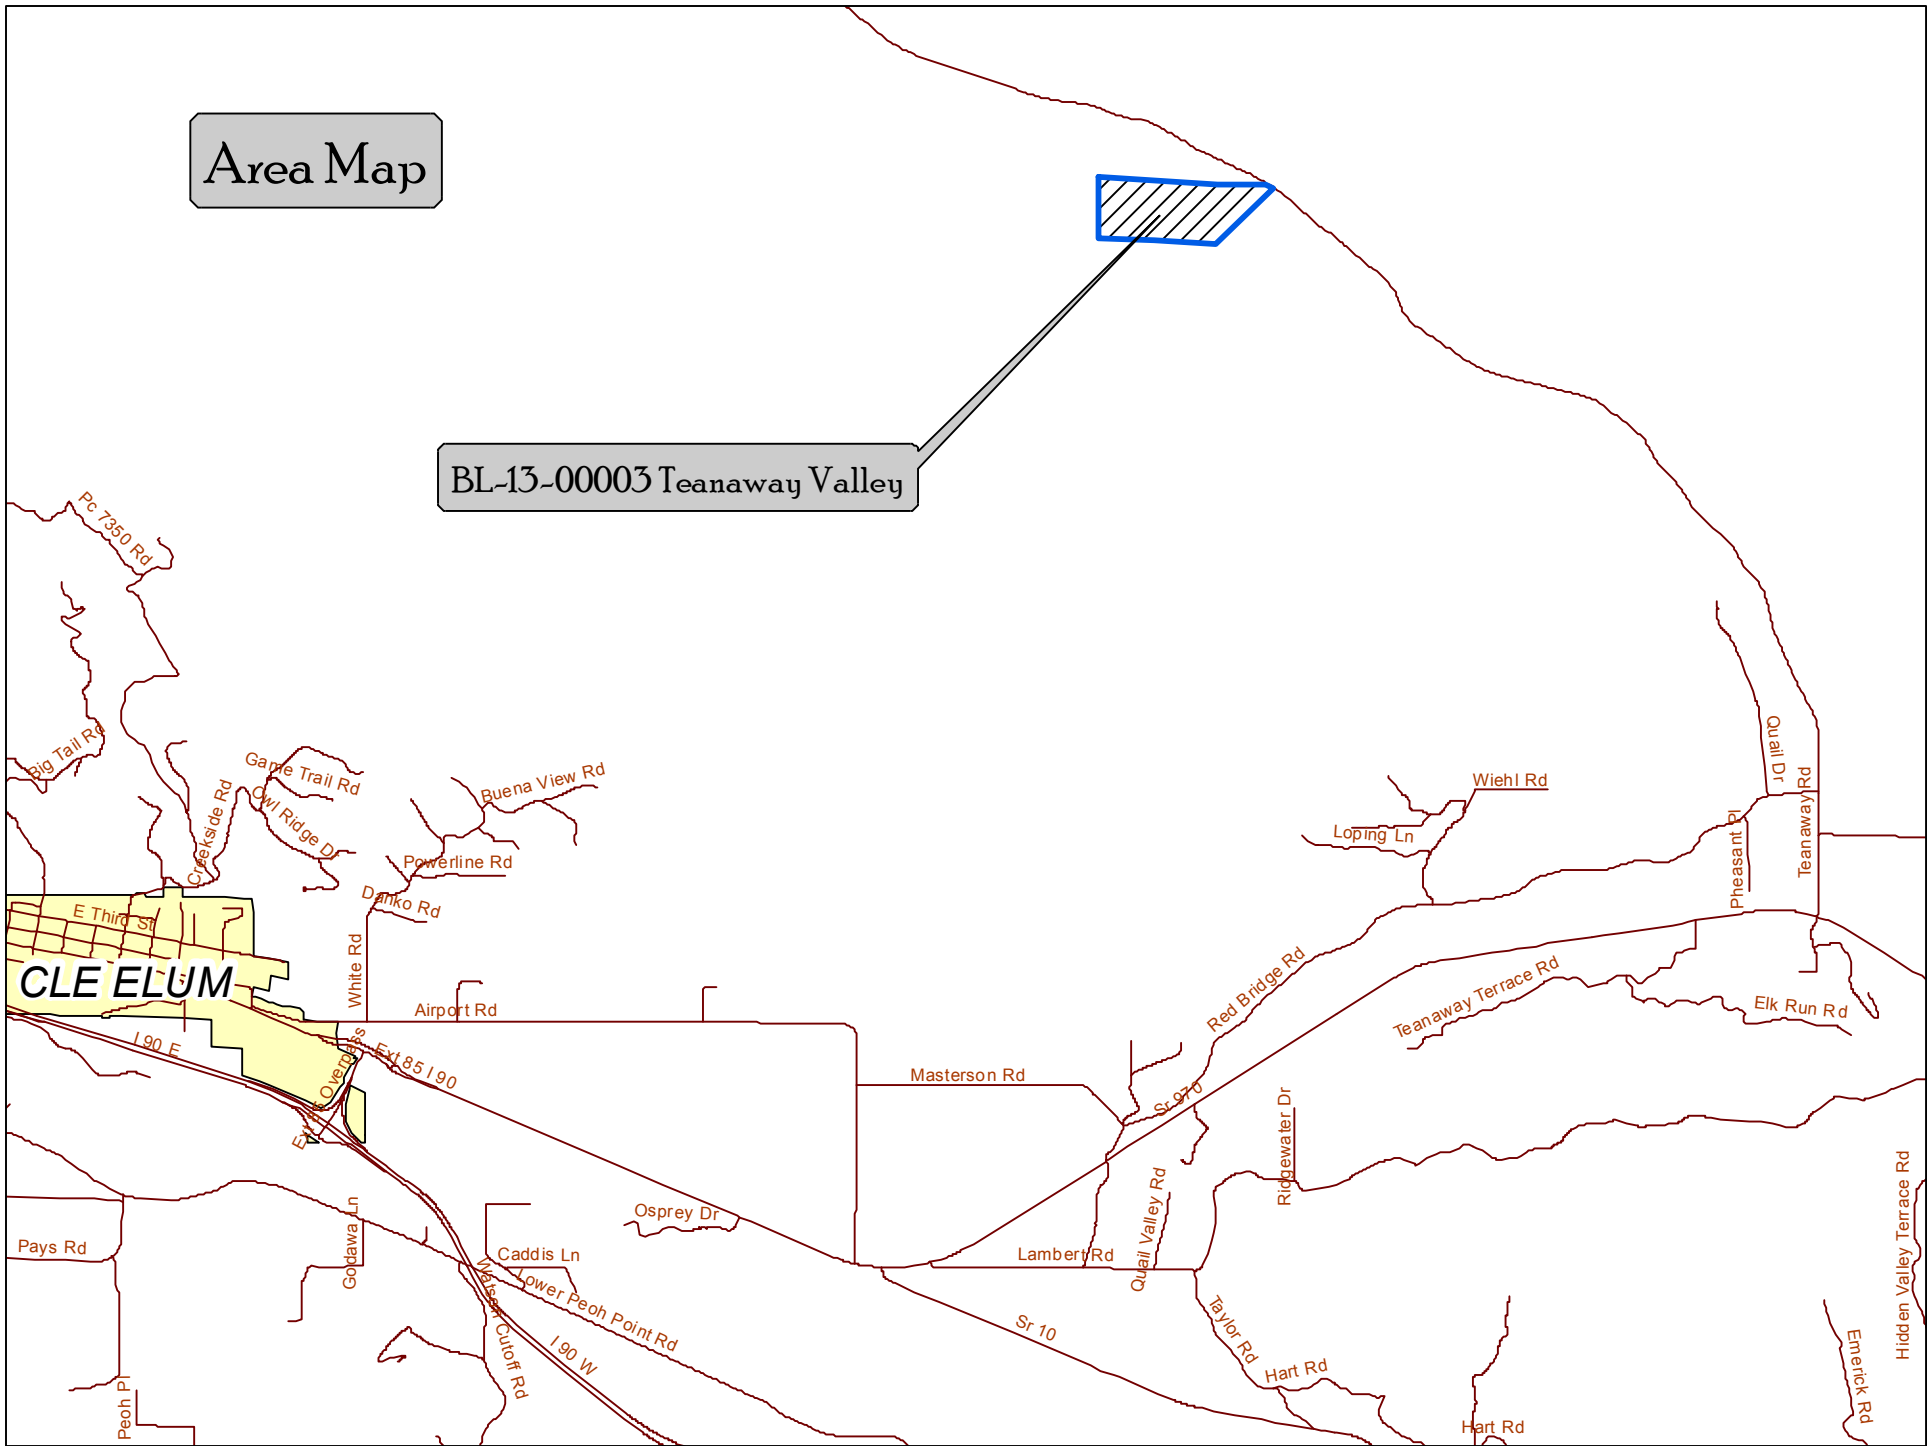 Area Map
BL-13-00003 Teanaway Valley
Pc 7350 Rd
Big Tail Rd
Game Trail Rd
Creekside Rd
Owl Ridge Dr
Buena View Rd
Powerline Rd
Danko Rd
Wiehl Rd
Loping Ln
Quail Dr
Teanaway Rd
Pheasant Pl
E Third St
CLE ELUM
White Rd
Airport Rd
Red Bridge Rd
Teanaway Terrace Rd
Elk Run Rd
I 90 E
Ext 85 I 90
Ext 85 Overpass
Masterson Rd
Sr 970
Ridgewater Dr
Quail Valley Rd
Hidden Valley Terrace Rd
Osprey Dr
Pays Rd
Godawa Ln
Caddis Ln
Lambert Rd
Lower Peoh Point Rd
Watson Cutoff Rd
I 90 W
Sr 10
Taylor Rd
Hart Rd
Emerick Rd
Peoh Pl
Hart Rd